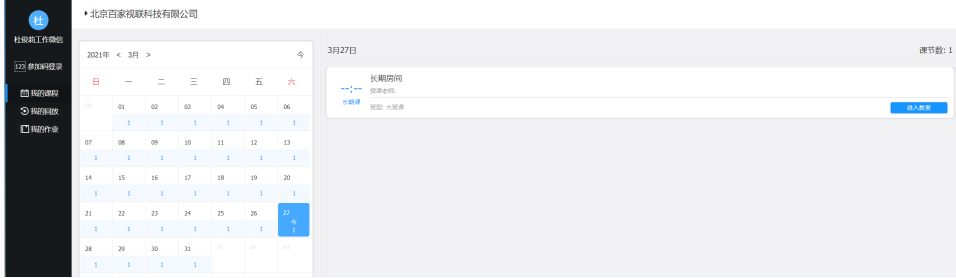 杜
杜俊莉工作微信
123 参加码登录
我的课程
我的回放
我的作业
北京百家视联科技有限公司
2021年 < 3月 > 今
日 一 二 三 四 五 六
01 02 03 04 05 06
1 1 1 1 1 1
07 08 09 10 11 12 13
1 1 1 1 1 1 1
14 15 16 17 18 19 20
1 1 1 1 1 1 1
21 22 23 24 25 26 27
今
1 1 1 1 1 1 1
28 29 30 31 01 02 03
1 1 1 1
3月27日 课节数: 1
长期房间
--:-- 授课老师:
长期课 班型: 大班课 进入教室